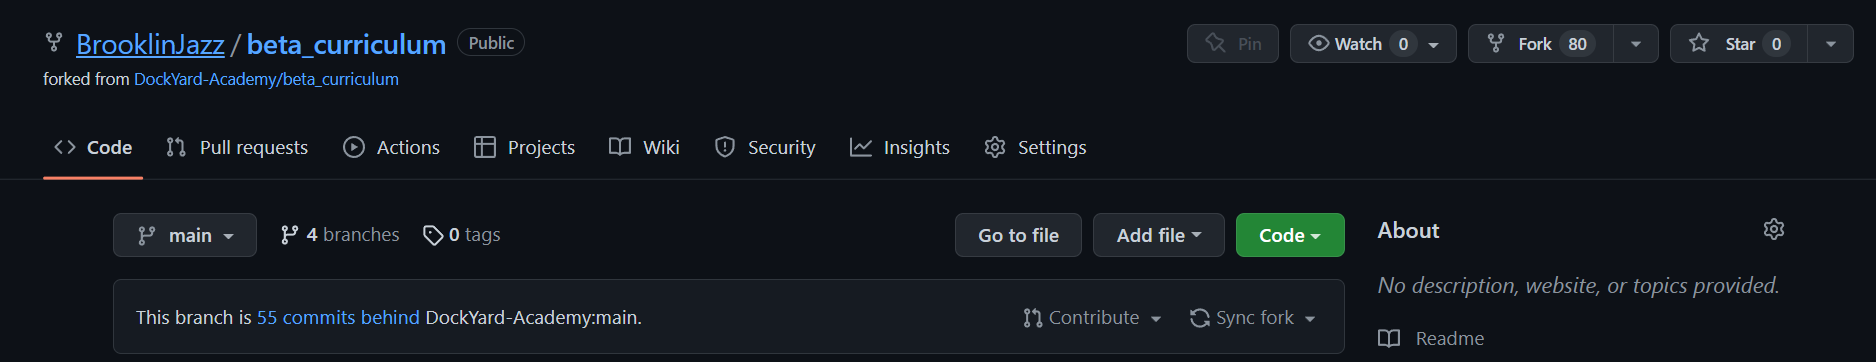 BrooklinJazz / beta_curriculum Public Pin Watch 0 Fork 80 Star 0
forked from DockYard-Academy/beta_curriculum
Code Pull requests Actions Projects Wiki Security Insights Settings
main 4 branches 0 tags Go to file Add file Code
About
No description, website, or topics provided.
This branch is 55 commits behind DockYard-Academy:main. Contribute Sync fork
Readme